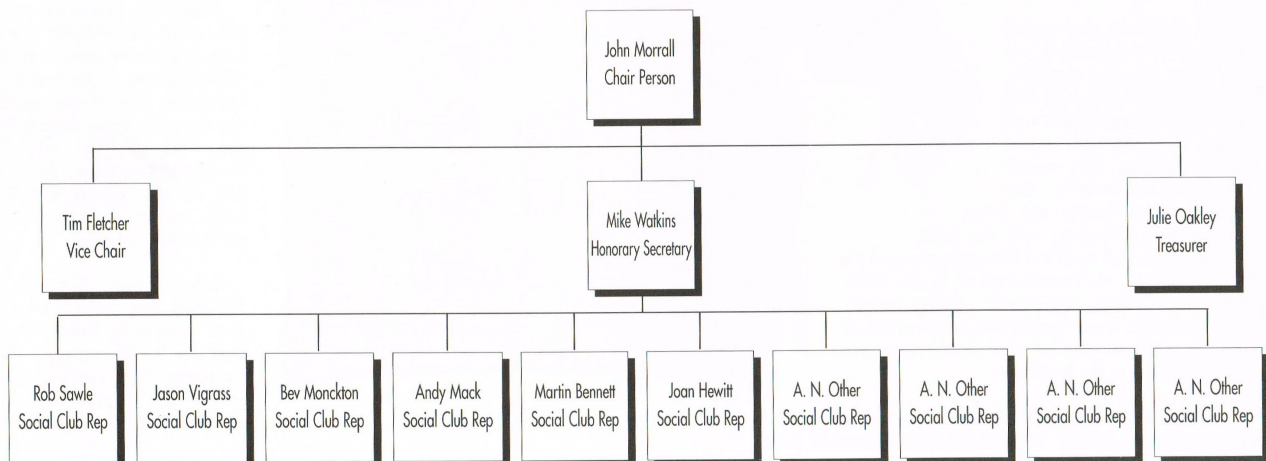 John Morrall
Chair Person
Tim Fletcher
Vice Chair
Mike Watkins
Honorary Secretary
Julie Oakley
Treasurer
Rob Sawle
Social Club Rep
Jason Vigrass
Social Club Rep
Bev Monckton
Social Club Rep
Andy Mack
Social Club Rep
Martin Bennett
Social Club Rep
Joan Hewitt
Social Club Rep
A. N. Other
Social Club Rep
A. N. Other
Social Club Rep
A. N. Other
Social Club Rep
A. N. Other
Social Club Rep